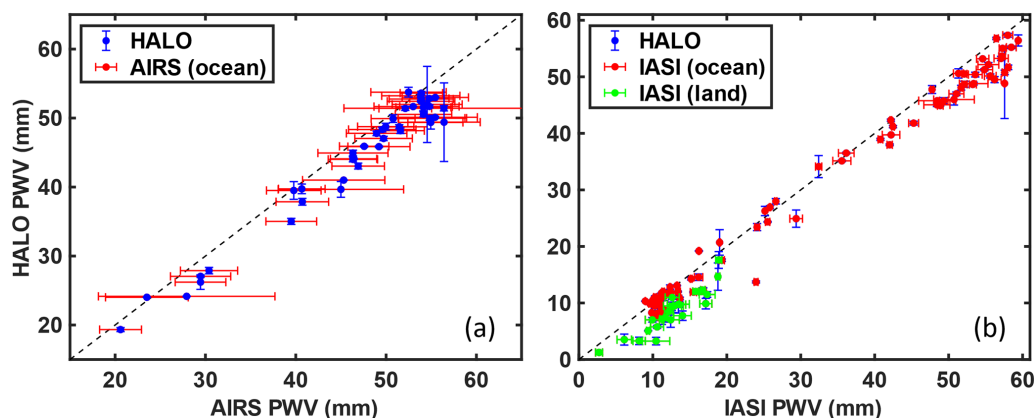 HALO
AIRS (ocean)
60
50
40
30
20
HALO PWV (mm)
(a)
20 30 40 50 60
AIRS PWV (mm)
HALO
IASI (ocean)
IASI (land)
60
50
40
30
20
10
0
(b)
0 10 20 30 40 50 60
IASI PWV (mm)